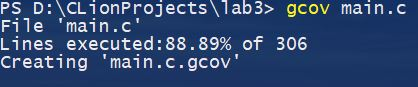 PS D:\CLionProjects\lab3> gcov main.c
File 'main.c'
Lines executed:88.89% of 306
Creating 'main.c.gcov'